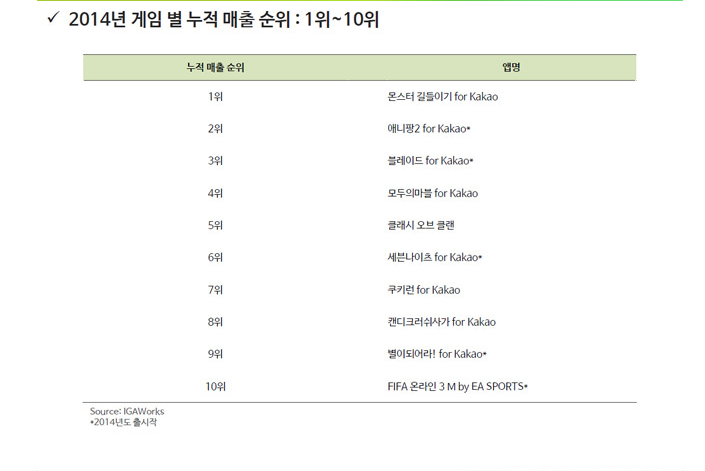 ✓ 2014년 게임 별 누적 매출 순위 : 1위~10위
누적 매출 순위 앱명
1위 몬스터 길들이기 for Kakao
2위 애니팡2 for Kakao*
3위 블레이드 for Kakao*
4위 모두의마블 for Kakao
5위 클래시 오브 클랜
6위 세븐나이츠 for Kakao*
7위 쿠키런 for Kakao
8위 캔디크러쉬사가 for Kakao
9위 별이되어라! for Kakao*
10위 FIFA 온라인 3 M by EA SPORTS*
Source: IGAWorks
*2014년도 출시작